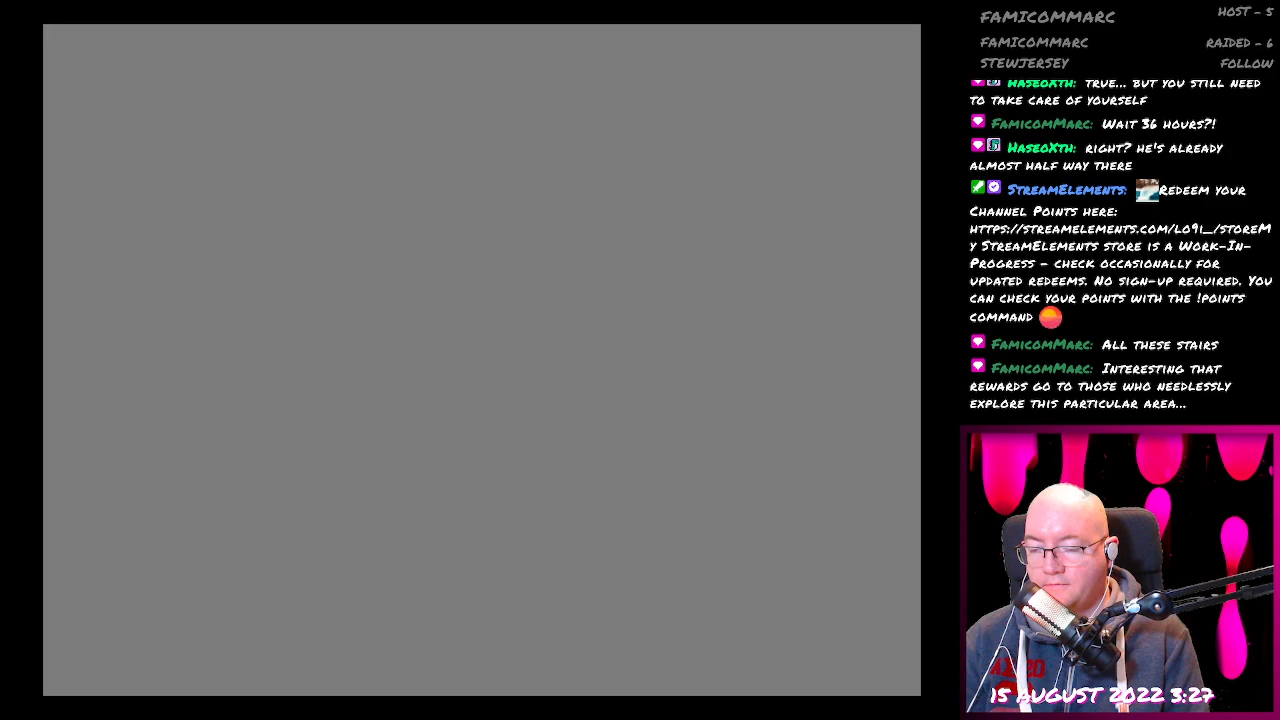 FamicomMarc
Host - 5
FamicomMarc
Raided - 6
StewJersey
Follow
HaseoXth: true... but you still need
to take care of yourself
FamicomMarc: Wait 36 hours?!
HaseoXth: right? he's already
almost half way there
StreamElements: Redeem your
Channel Points here:
https://streamelements.com/lo9i_/storeM
y StreamElements store is a Work-In-
Progress - check occasionally for
updated redeems. No sign-up required. You
can check your points with the !points
command
FamicomMarc: All these stairs
FamicomMarc: Interesting that
rewards go to those who needlessly
explore this particular area...
15 August 2022 3:27